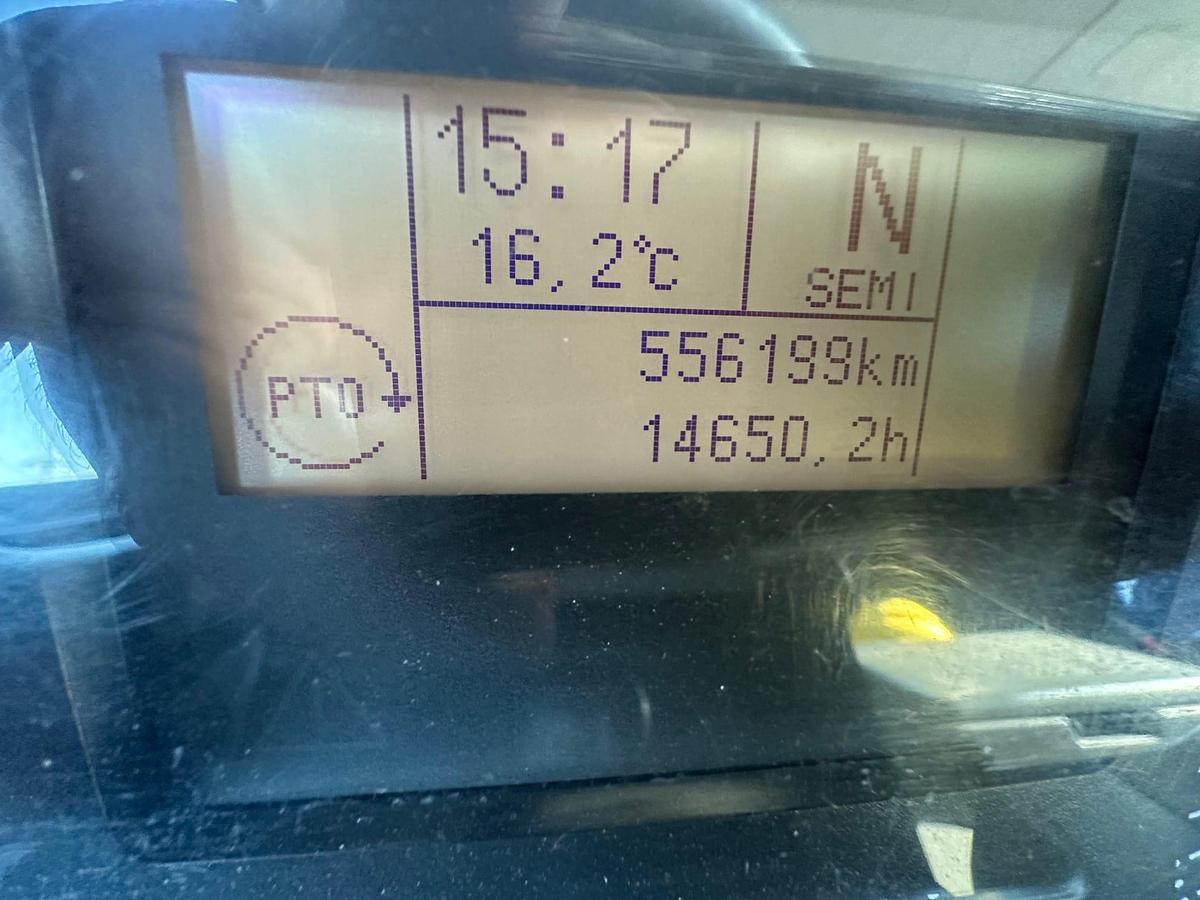 15:17
16,2°C
N
SEMI
PTO
556199km
14650,2h